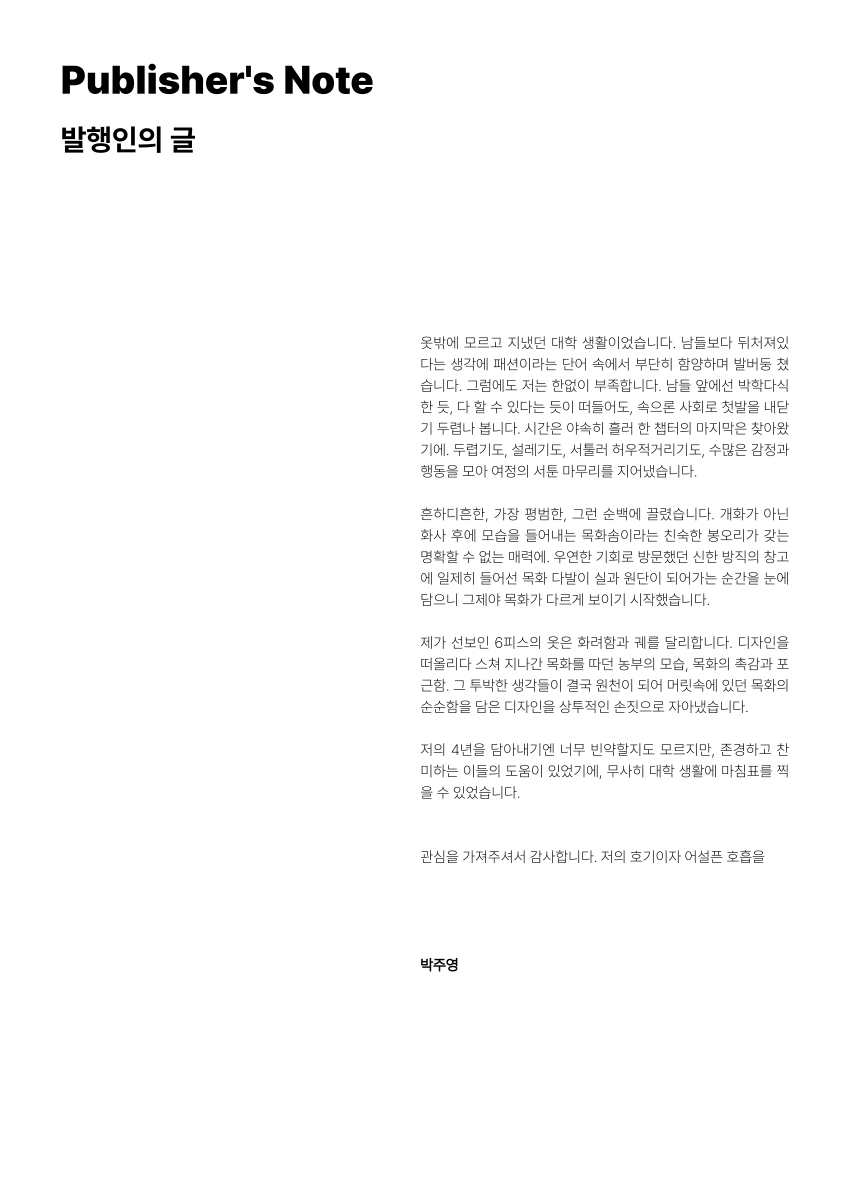 Publisher's Note
발행인의 글
옷밖에 모르고 지냈던 대학 생활이었습니다. 남들보다 뒤처져있
다는 생각에 패션이라는 단어 속에서 부단히 함양하며 발버둥 쳤
습니다. 그럼에도 저는 한없이 부족합니다. 남들 앞에선 박학다식
한 듯, 다 할 수 있다는 듯이 떠들어도, 속으론 사회로 첫발을 내닫
기 두렵나 봅니다. 시간은 야속히 흘러 한 챕터의 마지막은 찾아왔
기에. 두렵기도, 설레기도, 서툴러 허우적거리기도, 수많은 감정과
행동을 모아 여정의 서툰 마무리를 지어냈습니다.
흔하디흔한, 가장 평범한, 그런 순백에 끌렸습니다. 개화가 아닌
화사 후에 모습을 들어내는 목화솜이라는 친숙한 봉오리가 갖는
명확할 수 없는 매력에. 우연한 기회로 방문했던 신한 방직의 창고
에 일제히 들어선 목화 다발이 실과 원단이 되어가는 순간을 눈에
담으니 그제야 목화가 다르게 보이기 시작했습니다.
제가 선보인 6피스의 옷은 화려함과 궤를 달리합니다. 디자인을
떠올리다 스쳐 지나간 목화를 따던 농부의 모습, 목화의 촉감과 포
근함. 그 투박한 생각들이 결국 원천이 되어 머릿속에 있던 목화의
순순함을 담은 디자인을 상투적인 손짓으로 자아냈습니다.
저의 4년을 담아내기엔 너무 빈약할지도 모르지만, 존경하고 찬
미하는 이들의 도움이 있었기에, 무사히 대학 생활에 마침표를 찍
을 수 있었습니다.
관심을 가져주셔서 감사합니다. 저의 호기이자 어설픈 호흡을
박주영